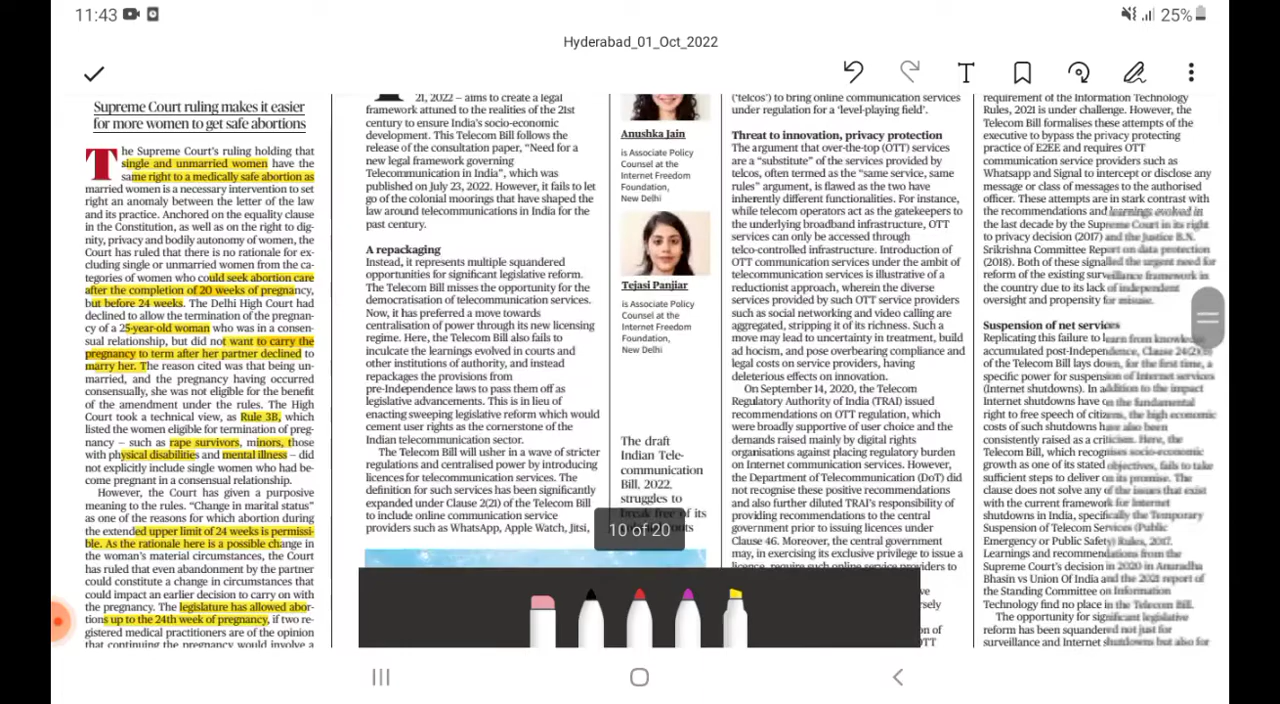 11:43
25%
Hyderabad_01_Oct_2022
Supreme Court ruling makes it easier
for more women to get safe abortions
The Supreme Court's ruling holding that
single and unmarried women have the
same right to a medically safe abortion as
married women is a necessary intervention to set
right an anomaly between the letter of the law
and its practice. Anchored on the equality clause
in the Constitution, as well as on the right to dig-
nity, privacy and bodily autonomy of women, the
Court has ruled that there is no rationale for ex-
cluding single or unmarried women from the ca-
tegories of women who could seek abortion care
after the completion of 20 weeks of pregnancy,
but before 24 weeks. The Delhi High Court had
declined to allow the termination of the pregnan-
cy of a 25-year-old woman who was in a consen-
sual relationship, but did not want to carry the
pregnancy to term after her partner declined to
marry her. The reason cited was that being un-
married, and the pregnancy having occurred
consensually, she was not eligible for the benefit
of the amendment under the rules. The High
Court took a technical view, as Rule 3B, which
listed the women eligible for termination of preg-
nancy – such as rape survivors, minors, those
with physical disabilities and mental illness – did
not explicitly include single women who had be-
come pregnant in a consensual relationship.
However, the Court has given a purposive
meaning to the rules. "Change in marital status"
as one of the reasons for which abortion during
the extended upper limit of 24 weeks is permissi-
ble. As the rationale here is a possible change in
the woman's material circumstances, the Court
has ruled that even abandonment by the partner
could constitute a change in circumstances that
could impact an earlier decision to carry on with
the pregnancy. The legislature has allowed abor-
tions up to the 24th week of pregnancy, if two re-
gistered medical practitioners are of the opinion
that continuing the pregnancy would involve a
21, 2022 – aims to create a legal
framework attuned to the realities of the 21st
century to ensure India's socio-economic
development. This Telecom Bill follows the
release of the consultation paper, "Need for a
new legal framework governing
Telecommunication in India", which was
published on July 23, 2022. However, it fails to let
go of the colonial moorings that have shaped the
law around telecommunications in India for the
past century.
A repackaging
Instead, it represents multiple squandered
opportunities for significant legislative reform.
The Telecom Bill misses the opportunity for the
democratisation of telecommunication services.
Now, it has preferred a move towards
centralisation of power through its new licensing
regime. Here, the Telecom Bill also fails to
inculcate the learnings evolved in courts and
other institutions of authority, and instead
repackages the provisions from
pre-Independence laws to pass them off as
legislative advancements. This is in lieu of
enacting sweeping legislative reform which would
cement user rights as the cornerstone of the
Indian telecommunication sector.
The Telecom Bill will usher in a wave of stricter
regulations and centralised power by introducing
licences for telecommunication services. The
definition for such services has been significantly
expanded under Clause 2(21) of the Telecom Bill
to include online communication service
providers such as WhatsApp, Apple Watch, Jitsi,
Anushka Jain
is Associate Policy
Counsel at the
Internet Freedom
Foundation,
New Delhi
Tejasi Panjiar
is Associate Policy
Counsel at the
Internet Freedom
Foundation,
New Delhi
The draft
Indian Tele-
communication
Bill, 2022,
struggles to
break free of its
10 of 20
('telcos') to bring online communication services
under regulation for a 'level-playing field'.
Threat to innovation, privacy protection
The argument that over-the-top (OTT) services
are a "substitute" of the services provided by
telcos, often termed as the "same service, same
rules" argument, is flawed as the two have
inherently different functionalities. For instance,
while telecom operators act as the gatekeepers to
the underlying broadband infrastructure, OTT
services can only be accessed through
telco-controlled infrastructure. Introduction of
OTT communication services under the ambit of
telecommunication services is illustrative of a
reductionist approach, wherein the diverse
services provided by such OTT service providers
such as social networking and video calling are
aggregated, stripping it of its richness. Such a
move may lead to uncertainty in treatment, build
ad hocism, and pose overbearing compliance and
legal costs on service providers, having
deleterious effects on innovation.
On September 14, 2020, the Telecom
Regulatory Authority of India (TRAI) issued
recommendations on OTT regulation, which
were broadly supportive of user choice and the
demands raised mainly by digital rights
organisations against placing regulatory burden
on Internet communication services. However,
the Department of Telecommunication (DoT) did
not recognise these positive recommendations
and also further diluted TRAI's responsibility of
providing recommendations to the central
government prior to issuing licences under
Clause 46. Moreover, the central government
may, in exercising its exclusive privilege to issue a
licence, require such online service providers to
requirement of the Information Technology
Rules, 2021 is under challenge. However, the
Telecom Bill formalises these attempts of the
executive to bypass the privacy protecting
practice of E2EE and requires OTT
communication service providers such as
Whatsapp and Signal to intercept or disclose any
message or class of messages to the authorised
officer. These attempts are in stark contrast with
the recommendations and learnings evolved in
the last decade by the Supreme Court in its right
to privacy decision (2017) and the Justice B.N.
Srikrishna Committee Report on data protection
(2018). Both of these signalled the urgent need for
reform of the existing surveillance framework in
the country due to its lack of independent
oversight and propensity for misuse.
Suspension of net services
Replicating this failure to learn from knowledge
accumulated post-Independence, Clause 24(2)
of the Telecom Bill lays down, for the first time, a
specific power for suspension of Internet services
(Internet shutdowns). In addition to the impact
Internet shutdowns have on the fundamental
right to free speech of citizens, the high economic
costs of such shutdowns have also been
consistently raised as a criticism. Here, the
Telecom Bill, which recognises socio-economic
growth as one of its stated objectives, fails to take
sufficient steps to deliver on its promise. The
clause does not solve any of the issues that exist
with the current framework for Internet
shutdowns in India, specifically the Temporary
Suspension of Telecom Services (Public
Emergency or Public Safety) Rules, 2017.
Learnings and recommendations from the
Supreme Court's decision in 2020 in Anuradha
Bhasin vs Union Of India and the 2021 report of
the Standing Committee on Information
Technology find no place in the Telecom Bill.
The opportunity for significant legislative
reform has been squandered not just for
surveillance and Internet shutdowns but also for